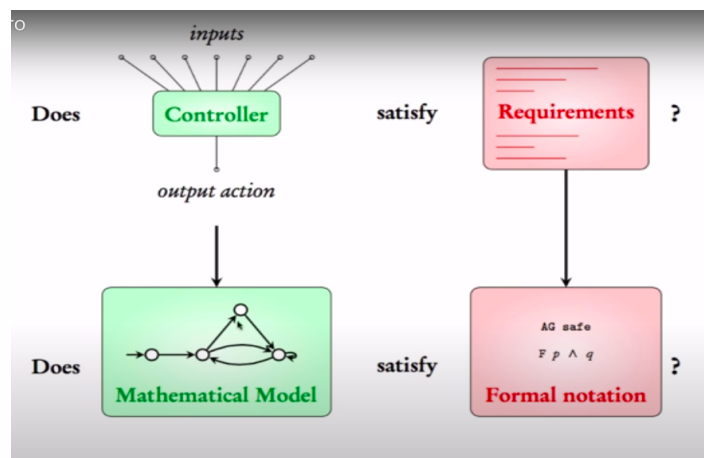 ro
inputs
Does Controller satisfy Requirements ?
output action
AG safe
F p ∧ q
Does satisfy ?
Mathematical Model Formal notation